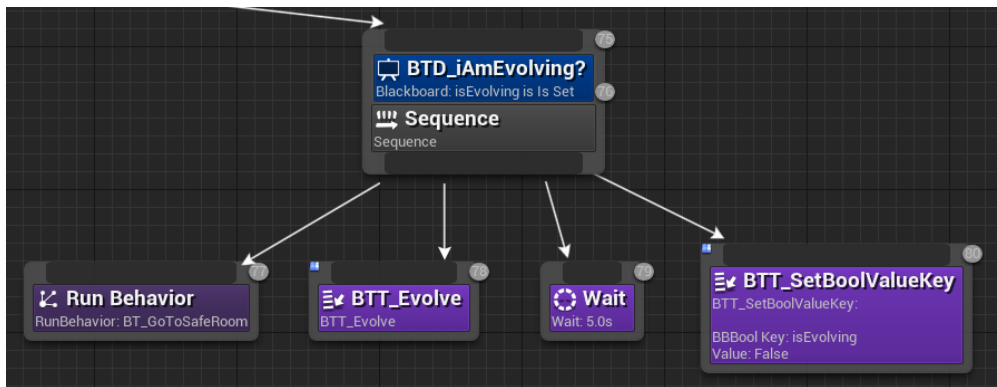 75
BTD_iAmEvolving?
Blackboard: isEvolving is Is Set
76
Sequence
Sequence
77
Run Behavior
RunBehavior: BT_GoToSafeRoom
78
BTT_Evolve
BTT_Evolve
79
Wait
Wait: 5.0s
80
BTT_SetBoolValueKey
BTT_SetBoolValueKey:
BBBool Key: isEvolving
Value: False